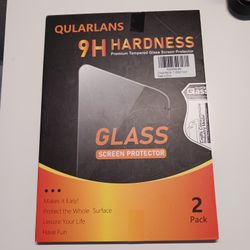 QULARLANS
9H HARDNESS
Premium Tempered Glass Screen Protector
GLASS
SCREEN PROTECTOR
Makes it Easy!
Protect the Whole Surface
Leisure Your Life
Have Fun
2
Pack